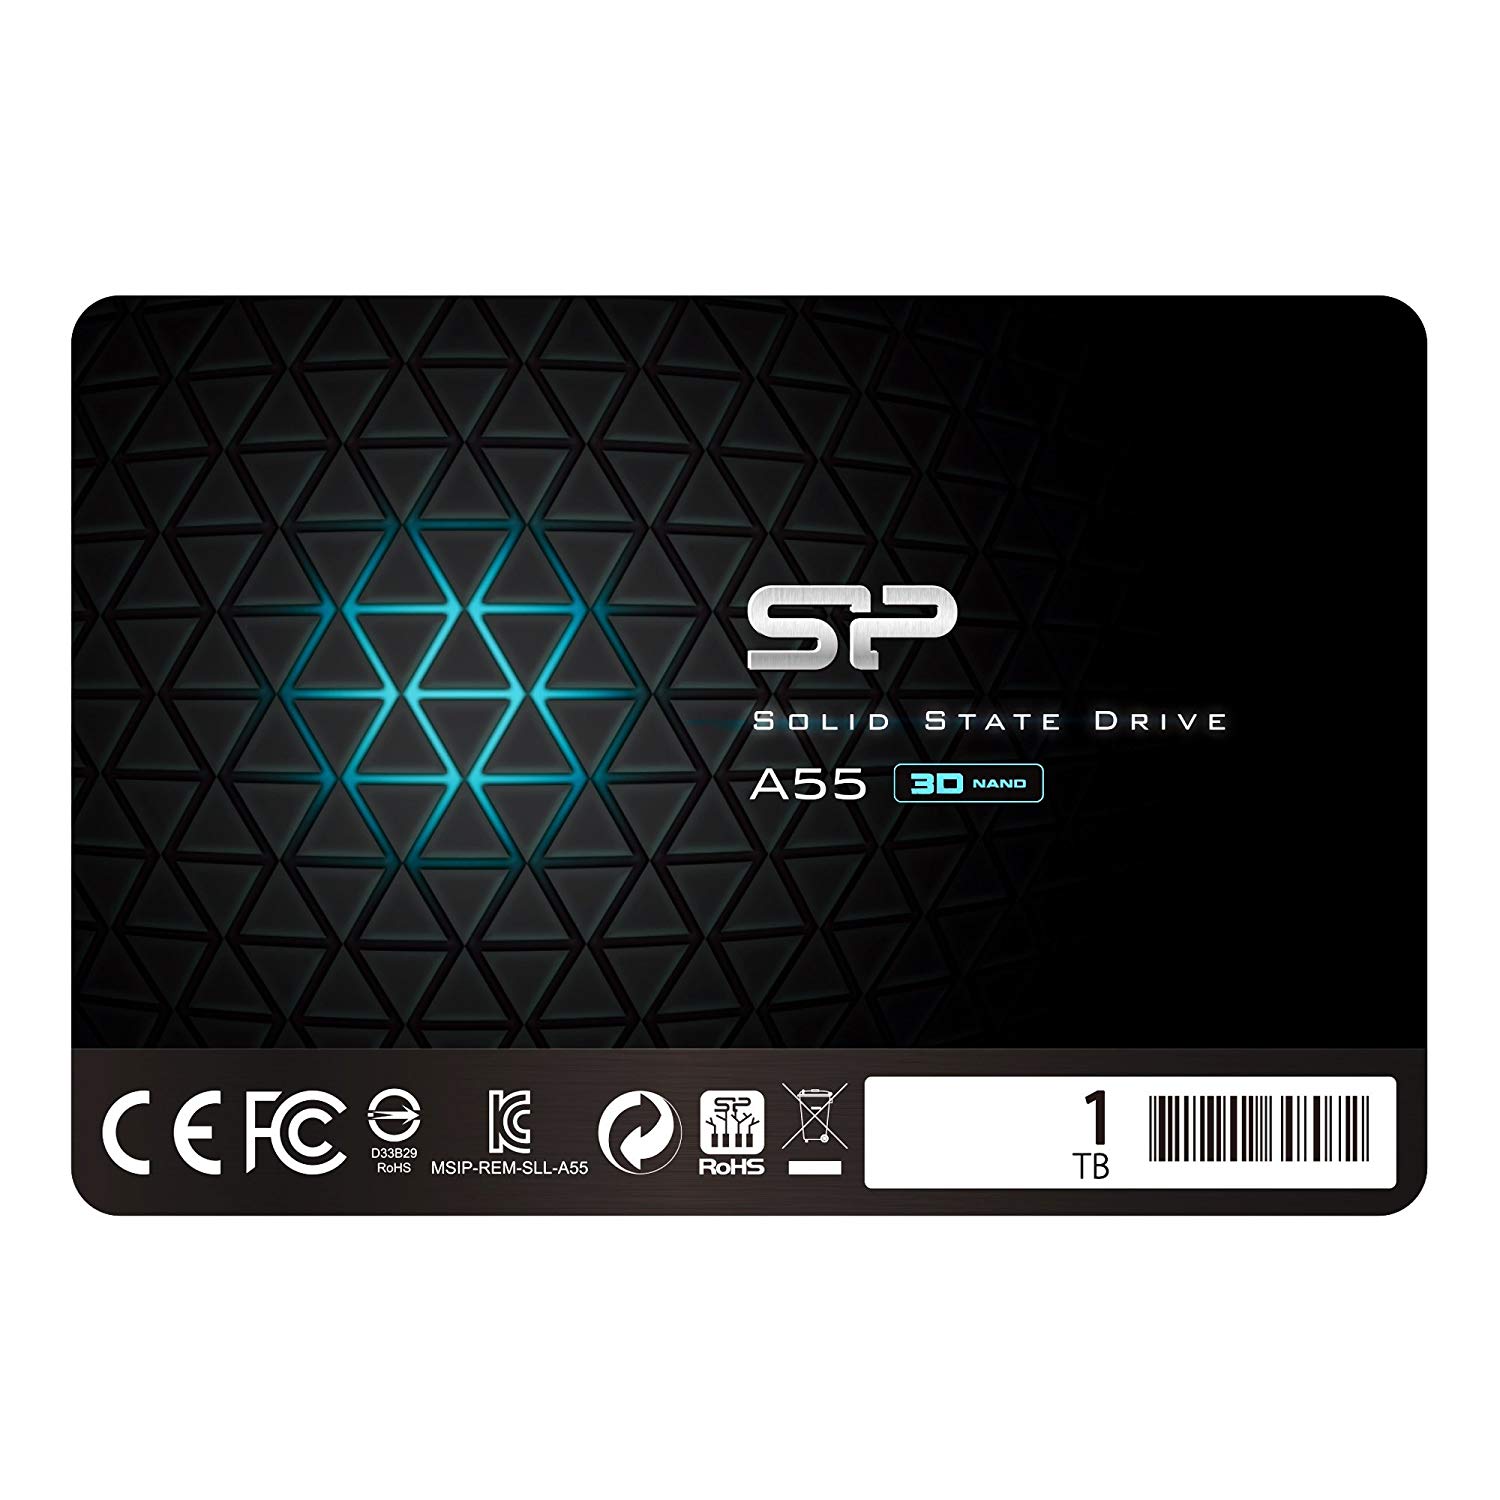 SP
SOLID STATE DRIVE
A55 3D NAND
CE FC
D33B29
RoHS
KC
MSIP-REM-SLL-A55
SP
RoHS
1
TB